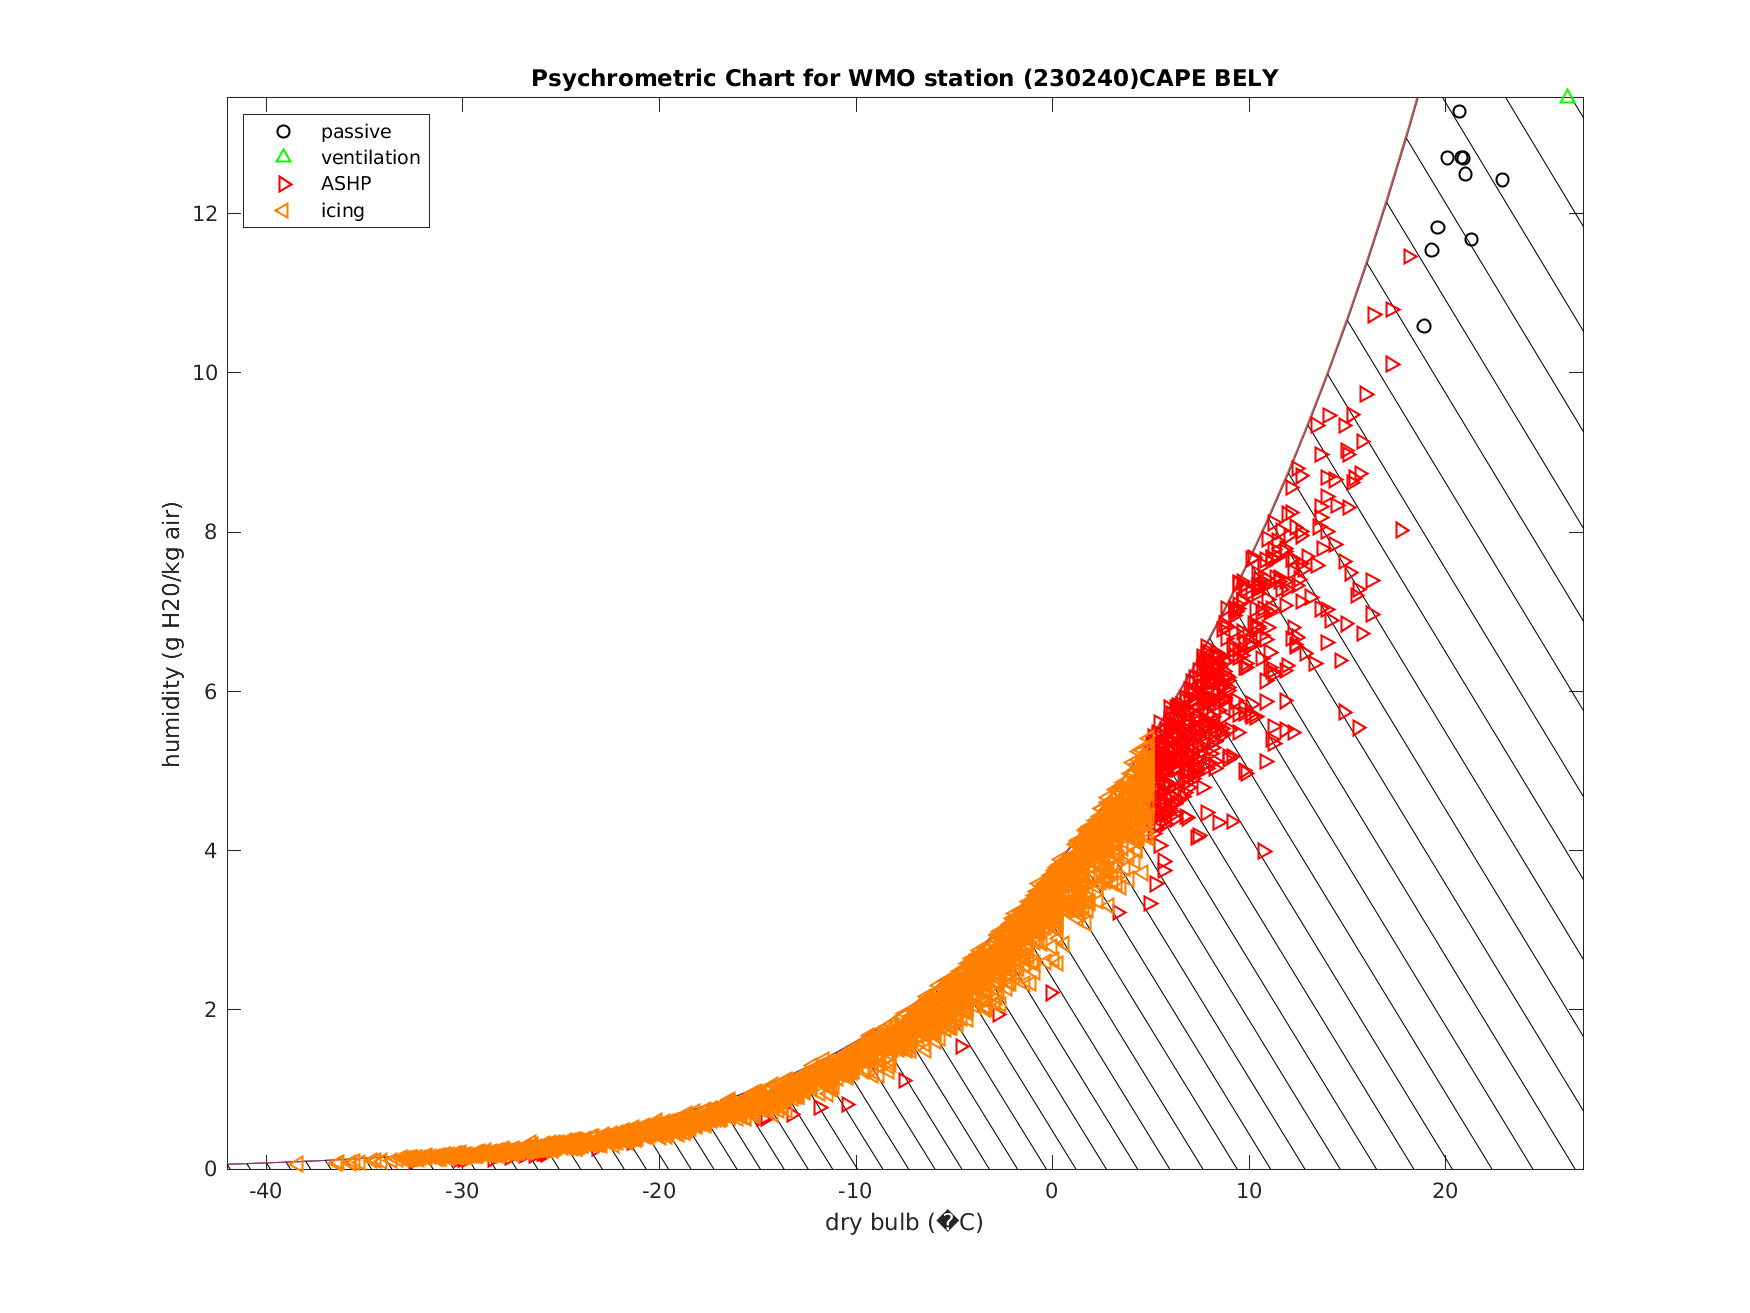 Psychrometric Chart for WMO station (230240)CAPE BELY
passive
ventilation
ASHP
icing
humidity (g H20/kg air)
12
10
8
6
4
2
0
-40 -30 -20 -10 0 10 20
dry bulb (�C)